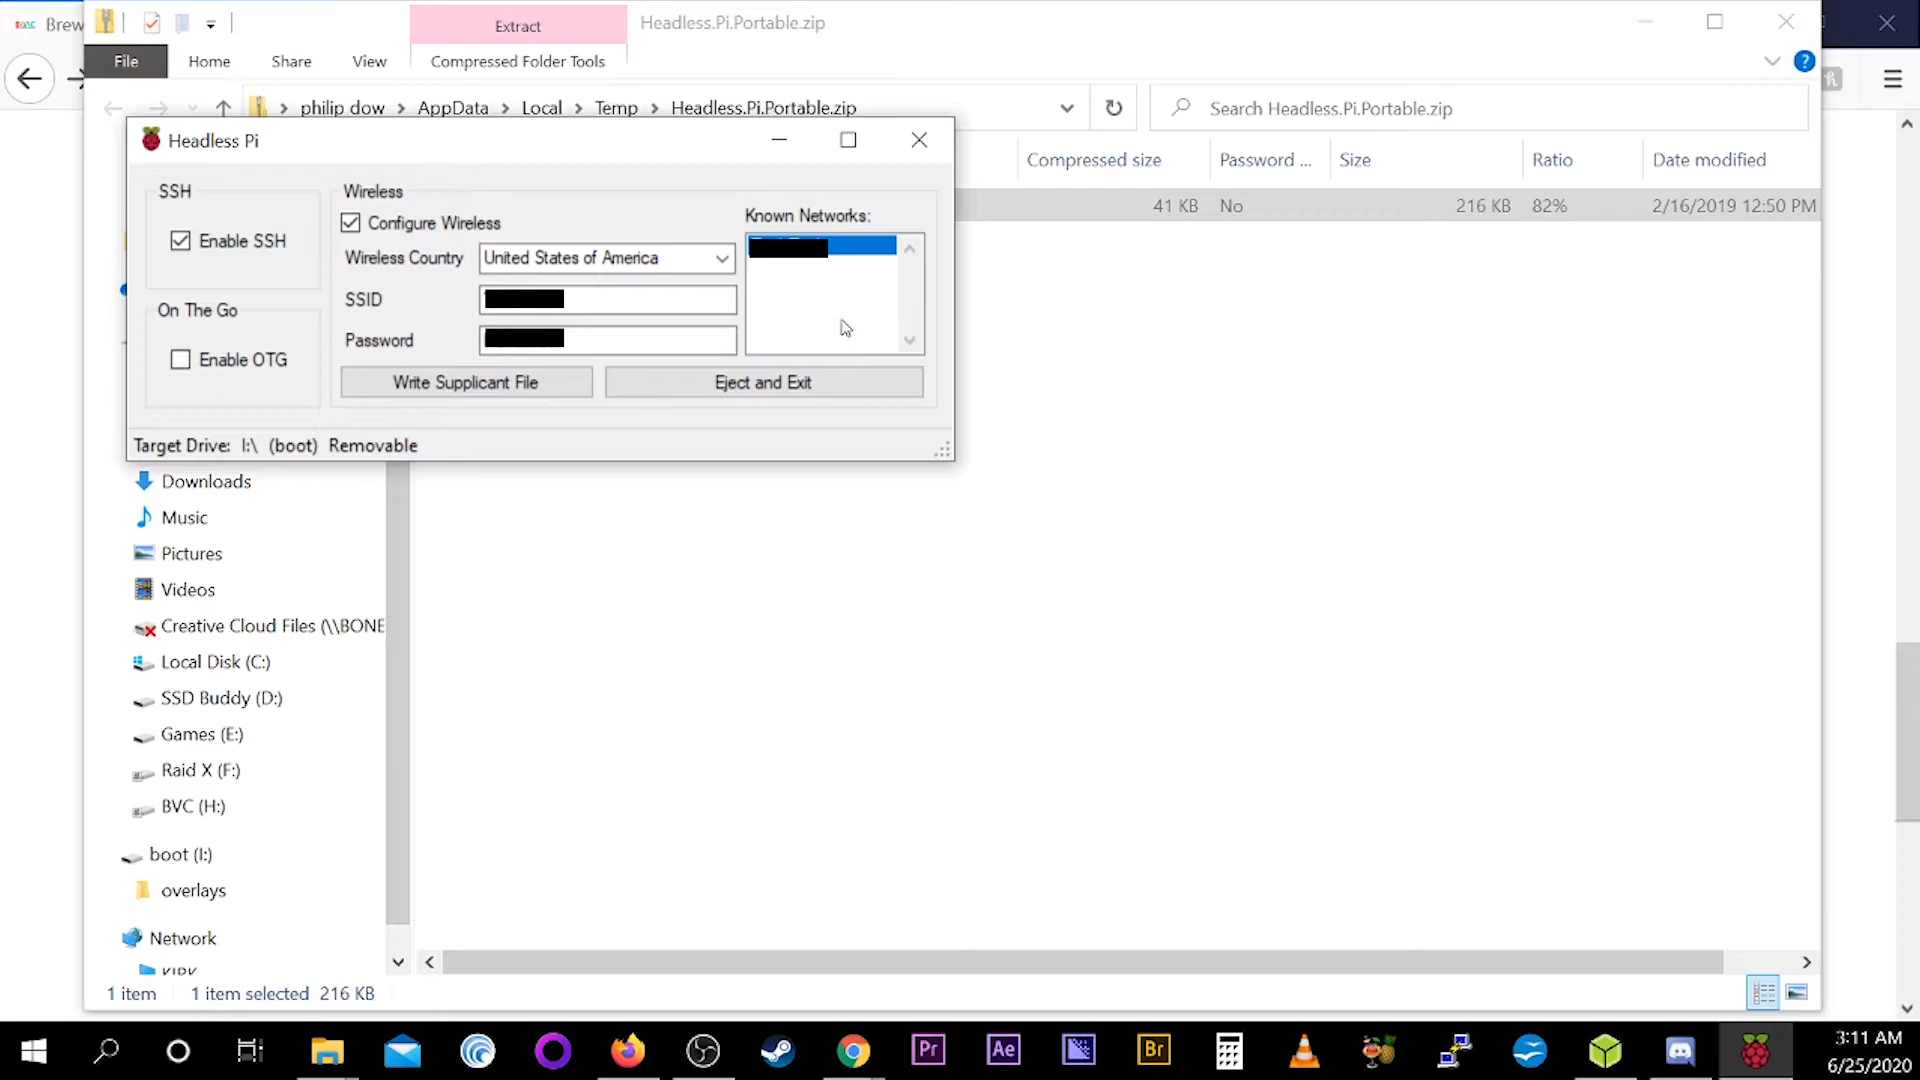 Brew
Extract
Headless.Pi.Portable.zip
File
Home
Share
View
Compressed Folder Tools
philip dow > AppData > Local > Temp > Headless.Pi.Portable.zip
Search Headless.Pi.Portable.zip
Compressed size
Password ...
Size
Ratio
Date modified
41 KB
No
216 KB
82%
2/16/2019 12:50 PM
Headless Pi
SSH
Enable SSH
On The Go
Enable OTG
Wireless
Configure Wireless
Wireless Country
United States of America
SSID
Password
Known Networks:
Write Supplicant File
Eject and Exit
Target Drive: I:\ (boot) Removable
Downloads
Music
Pictures
Videos
Creative Cloud Files (\\BONE
Local Disk (C:)
SSD Buddy (D:)
Games (E:)
Raid X (F:)
BVC (H:)
boot (I:)
overlays
Network
KIRK
1 item
1 item selected 216 KB
Pr
Ae
Br
3:11 AM
6/25/2020